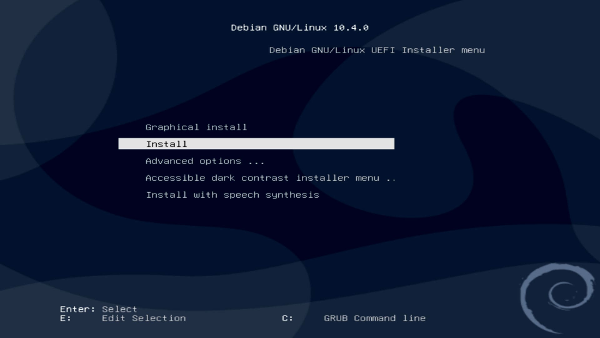 Debian GNU/Linux 10.4.0
Debian GNU/Linux UEFI Installer menu
Graphical install
Install
Advanced options ...
Accessible dark contrast installer menu ..
Install with speech synthesis
Enter: Select
E: Edit Selection C: GRUB Command line